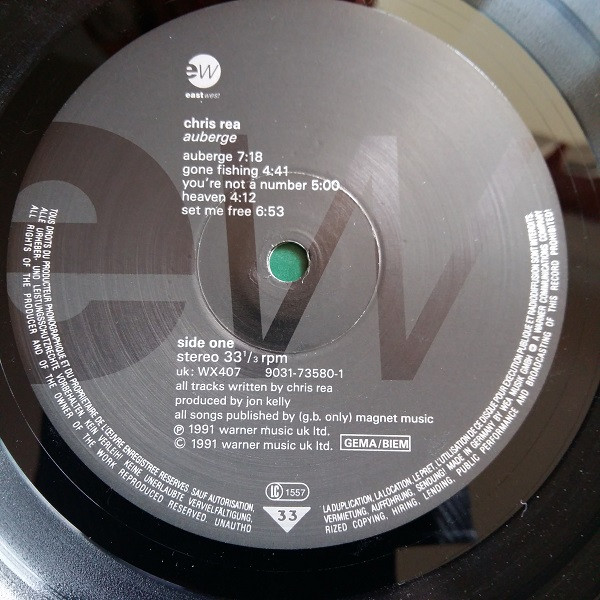 ew
eastwest
chris rea
auberge
auberge 7:18
gone fishing 4:41
you're not a number 5:00
heaven 4:12
set me free 6:53
side one
stereo 33 1/3 rpm
uk: WX407 9031-73580-1
all tracks written by chris rea
produced by jon kelly
all songs published by (g.b. only) magnet music
℗ 1991 warner music uk ltd.
© 1991 warner music uk ltd. GEMA/BIEM
LC 1557
33
TOUS DROITS DU PRODUCTEUR PHONOGRAPHIQUE ET DU PROPRIETAIRE DE L'ŒUVRE ENREGISTREE RESERVES. SAUF AUTORISATION,
LA DUPLICATION, LA LOCATION, LE PRET, L'UTILISATION DE CE DISQUE POUR EXECUTION PUBLIQUE ET RADIODIFFUSION SONT INTERDITS.
ALLE URHEBER- UND LEISTUNGSSCHUTZRECHTE VORBEHALTEN. KEIN VERLEIH! KEINE UNERLAUBTE VERVIELFÄLTIGUNG,
VERMIETUNG, AUFFÜHRUNG, SENDUNG! MADE IN GERMANY BY WEA MUSIK GMBH A WARNER COMMUNICATIONS COMPANY
ALL RIGHTS OF THE PRODUCER AND OF THE OWNER OF THE WORK REPRODUCED RESERVED. UNAUTHO
RIZED COPYING, HIRING, LENDING, PUBLIC PERFORMANCE AND BROADCASTING OF THIS RECORD PROHIBITED!